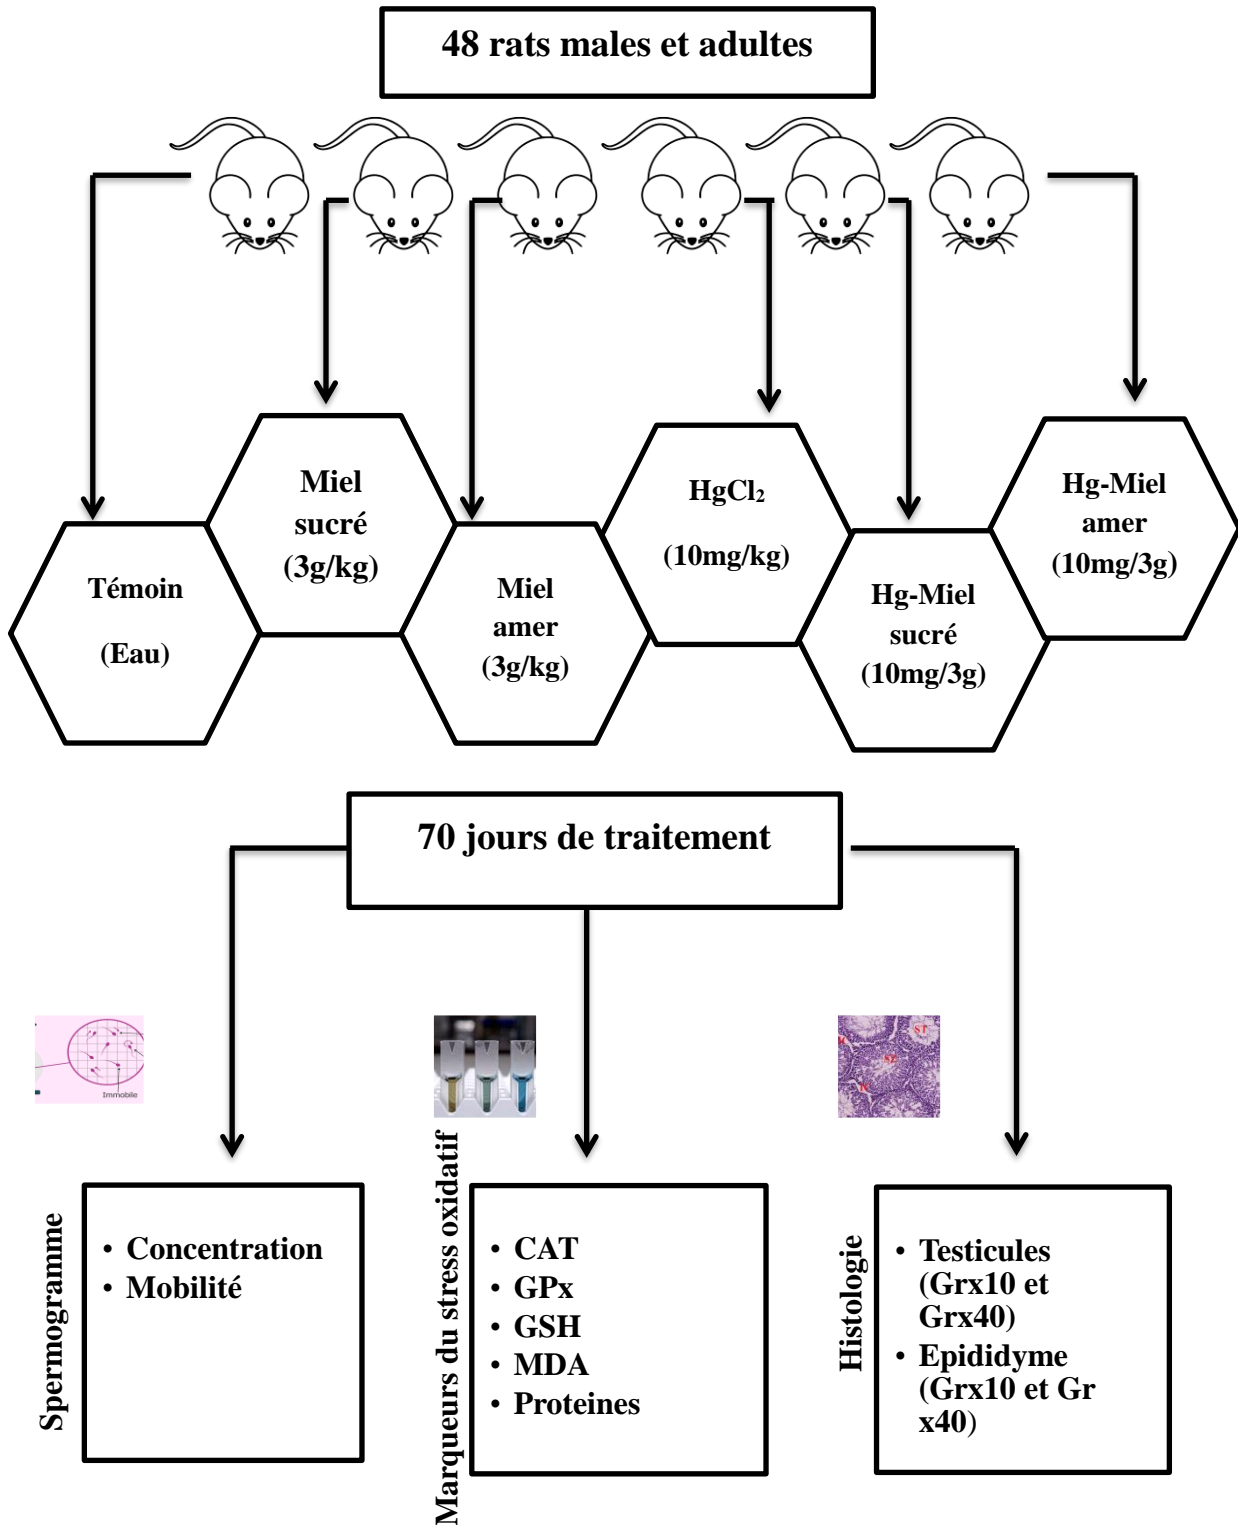 48 rats males et adultes
Témoin
(Eau)
Miel
sucré
(3g/kg)
Miel
amer
(3g/kg)
HgCl₂
(10mg/kg)
Hg-Miel
sucré
(10mg/3g)
Hg-Miel
amer
(10mg/3g)
70 jours de traitement
Immobile
ST
Spermogramme
• Concentration
• Mobilité
Marqueurs du stress oxidatif
• CAT
• GPx
• GSH
• MDA
• Proteines
Histologie
• Testicules
(Grx10 et
Grx40)
• Epididyme
(Grx10 et Gr
x40)